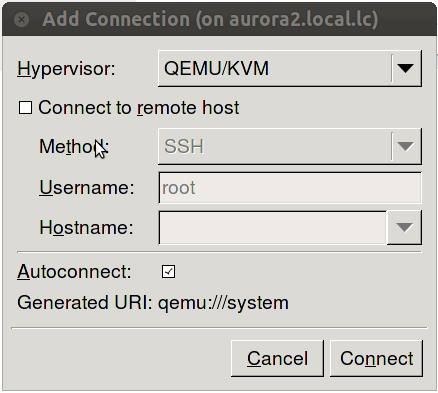 Add Connection (on aurora2.local.lc)
Hypervisor: QEMU/KVM
Connect to remote host
Method: SSH
Username: root
Hostname:
Autoconnect:
Generated URI: qemu:///system
Cancel Connect